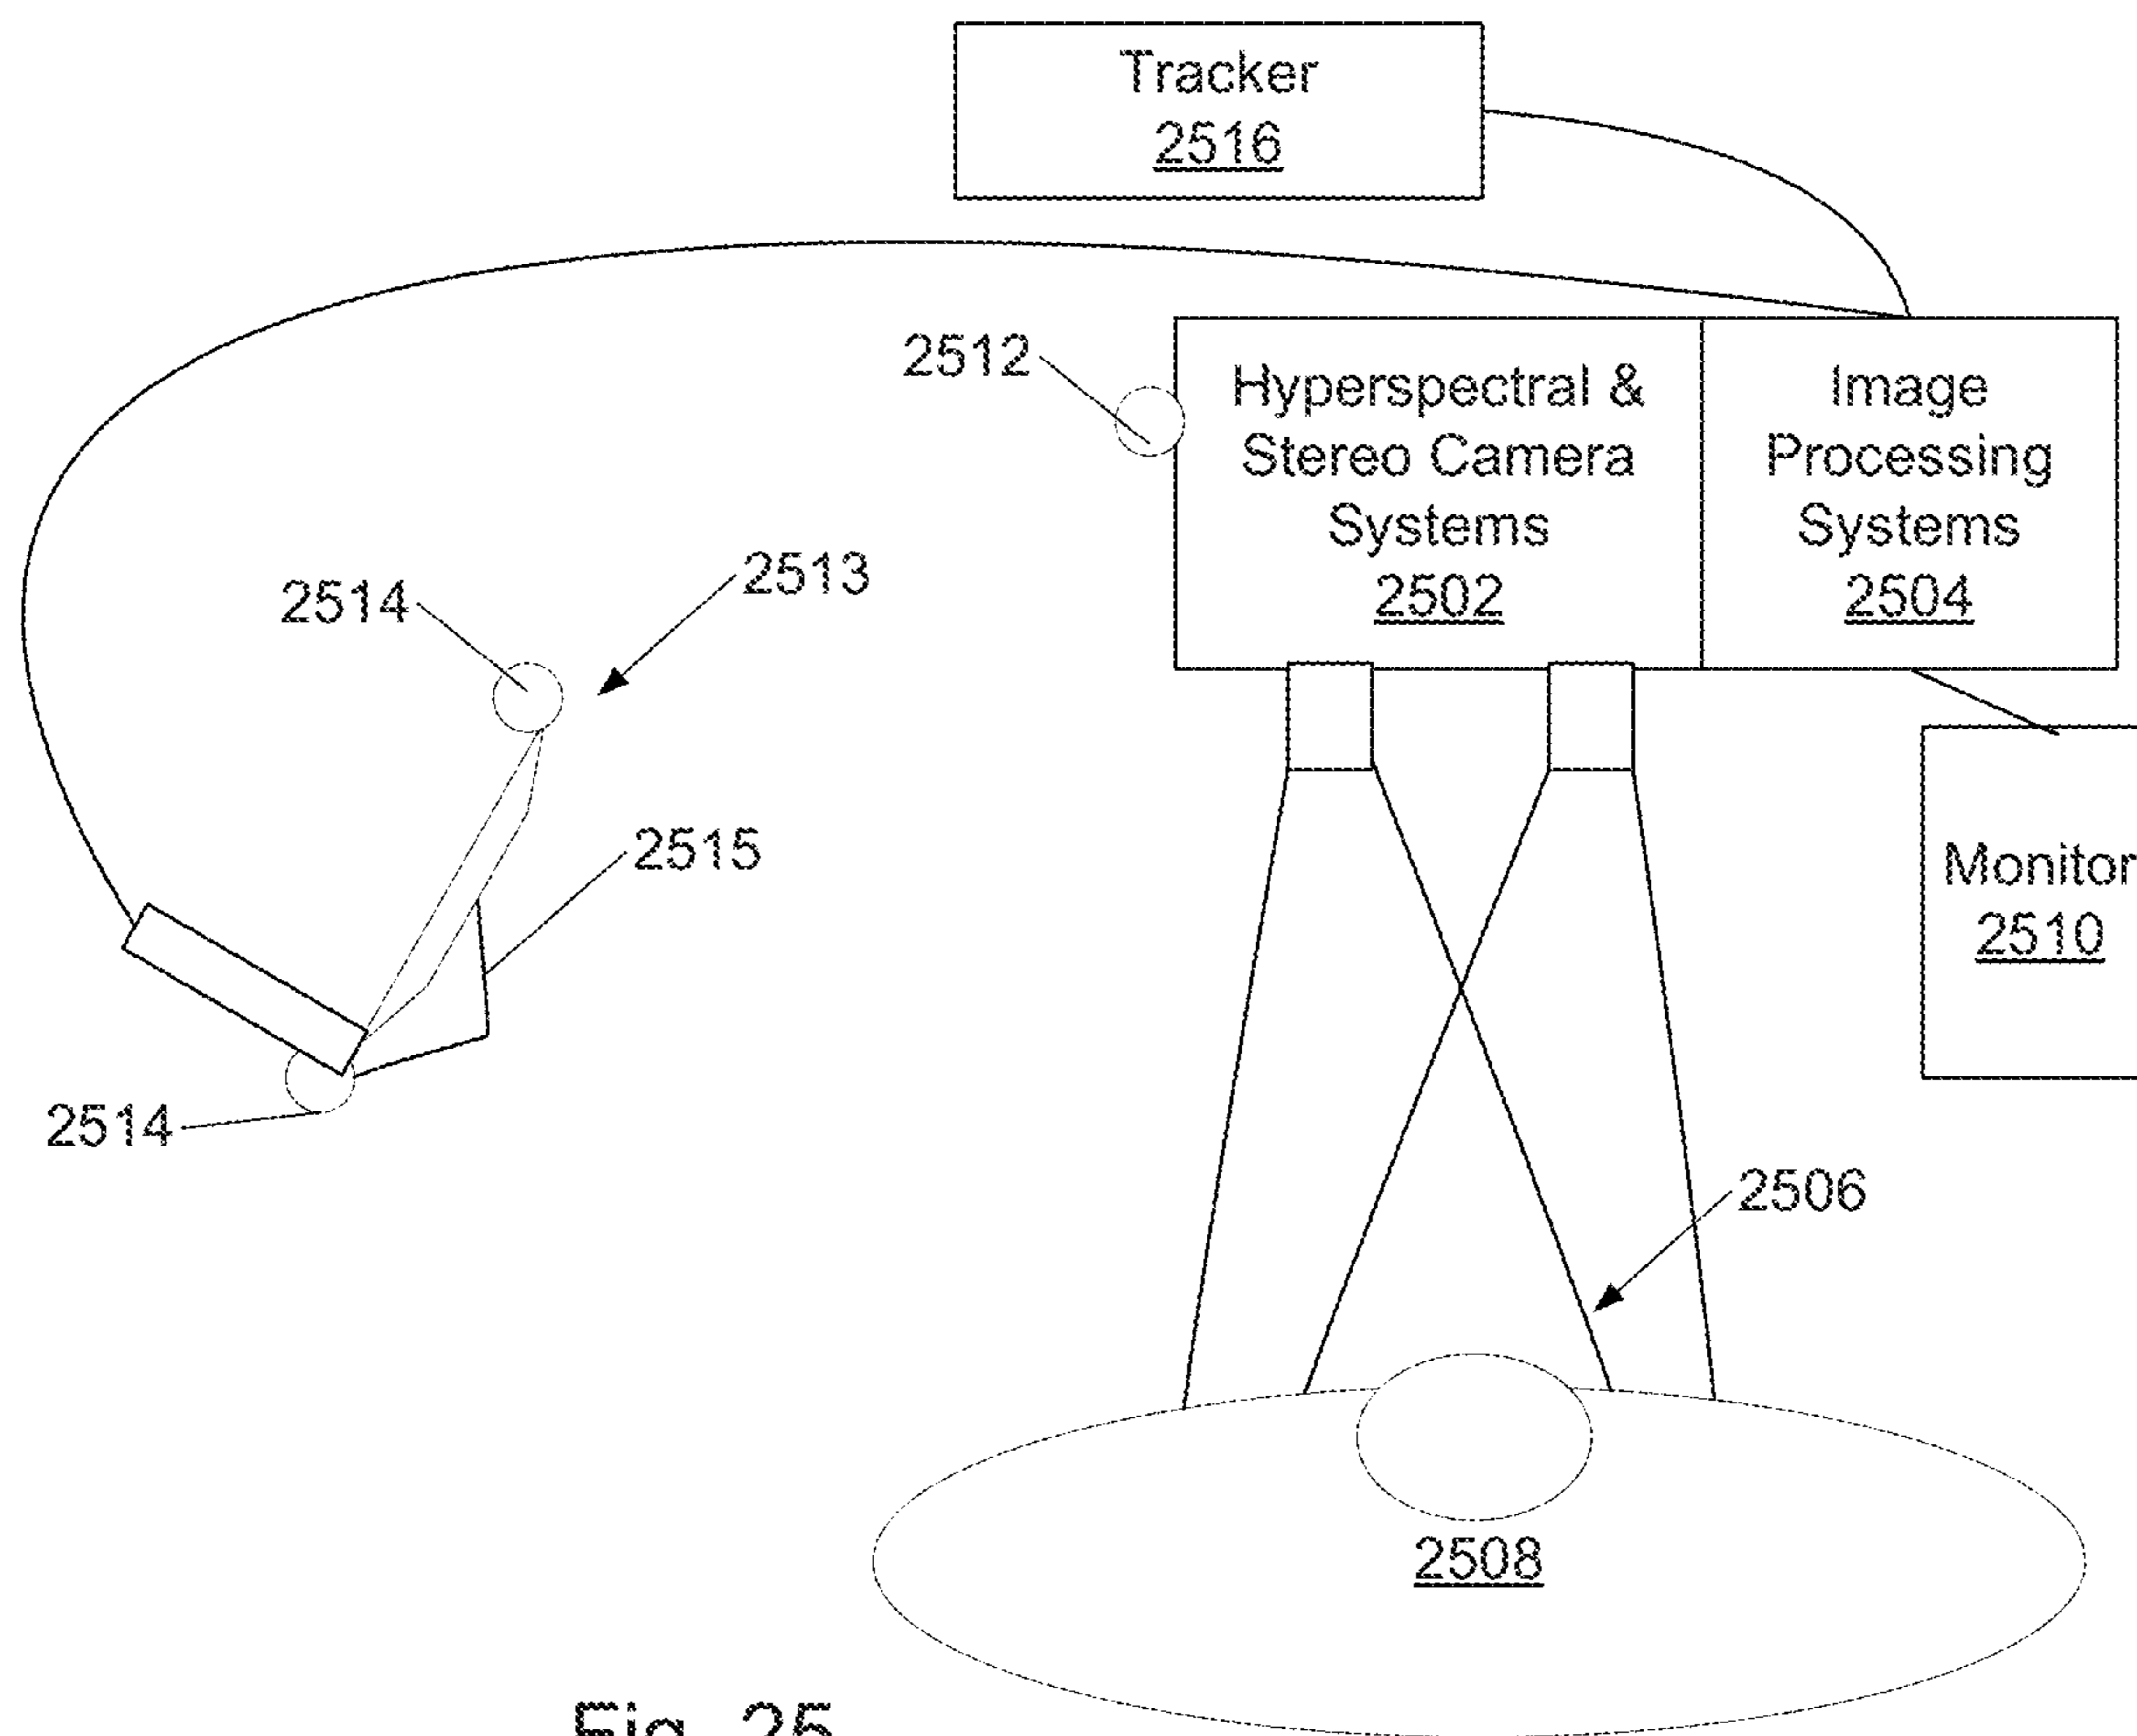 Tracker
2516
2512
Hyperspectral &
Stereo Camera
Systems
2502
Image
Processing
Systems
2504
2513
2514
2515
Monitor
2510
2514
2506
2508
Fig. 25